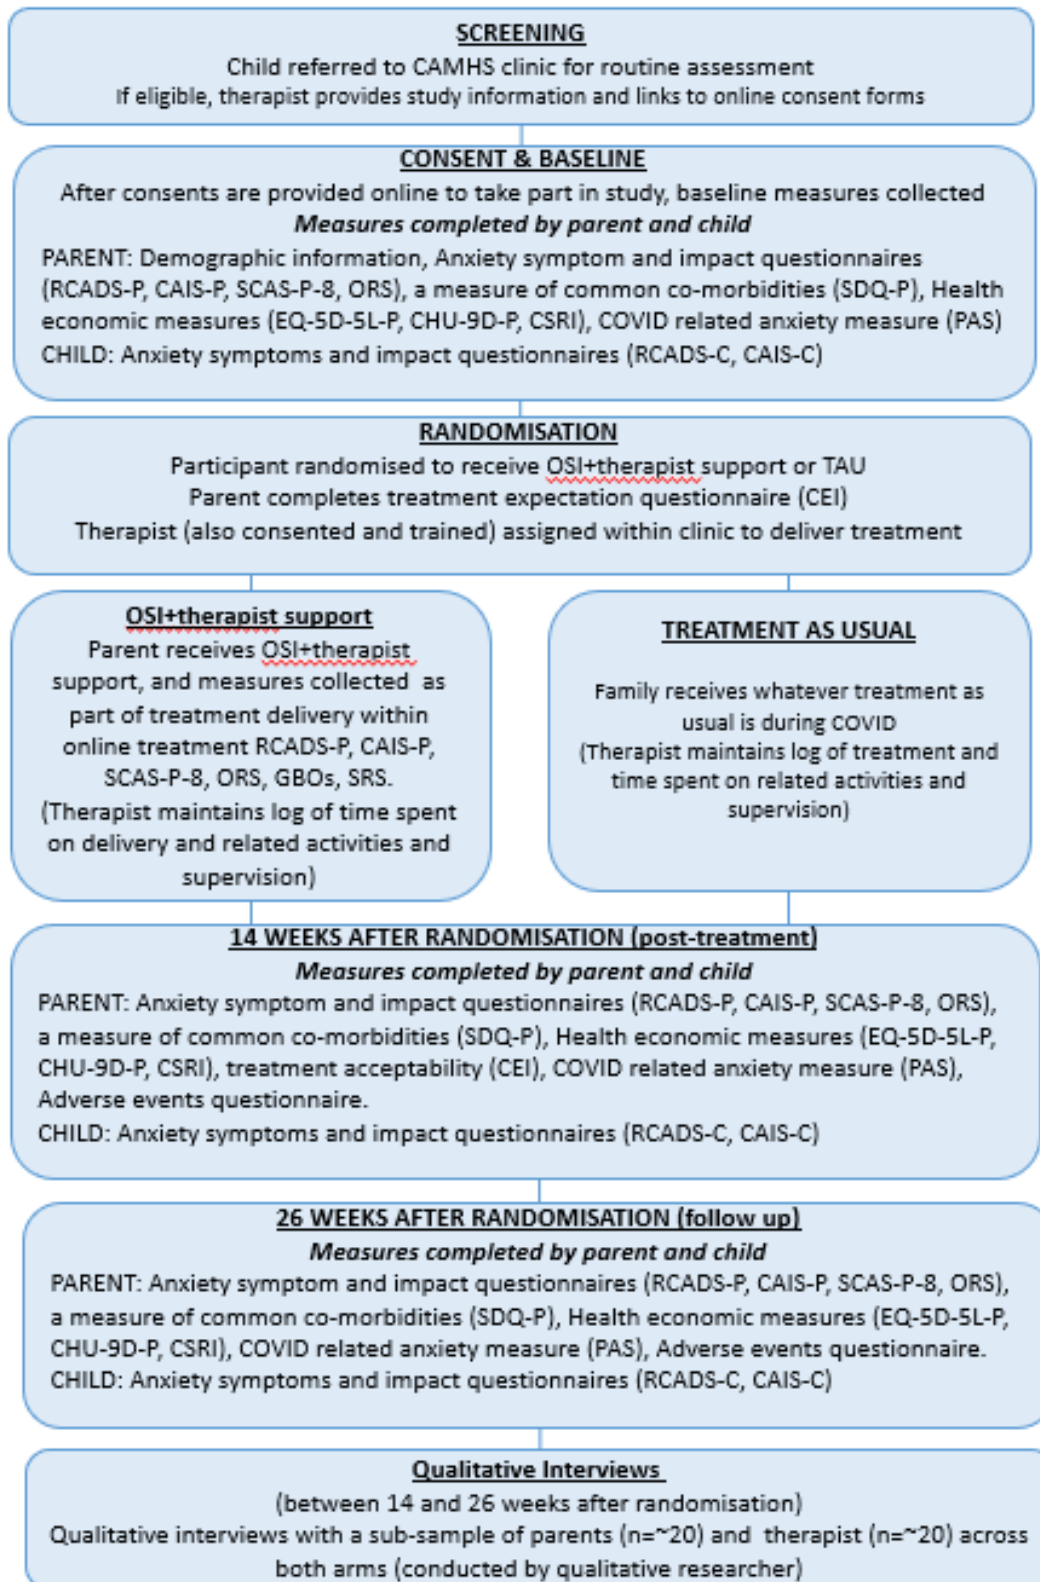 SCREENING
Child referred to CAMHS clinic for routine assessment
If eligible, therapist provides study information and links to online consent forms
CONSENT & BASELINE
After consents are provided online to take part in study, baseline measures collected
Measures completed by parent and child
PARENT: Demographic information, Anxiety symptom and impact questionnaires
(RCADS-P, CAIS-P, SCAS-P-8, ORS), a measure of common co-morbidities (SDQ-P), Health
economic measures (EQ-5D-5L-P, CHU-9D-P, CSRI), COVID related anxiety measure (PAS)
CHILD: Anxiety symptoms and impact questionnaires (RCADS-C, CAIS-C)
RANDOMISATION
Participant randomised to receive OSI+therapist support or TAU
Parent completes treatment expectation questionnaire (CEI)
Therapist (also consented and trained) assigned within clinic to deliver treatment
OSI+therapist support
Parent receives OSI+therapist
support, and measures collected as
part of treatment delivery within
online treatment RCADS-P, CAIS-P,
SCAS-P-8, ORS, GBOs, SRS.
(Therapist maintains log of time spent
on delivery and related activities and
supervision)
TREATMENT AS USUAL
Family receives whatever treatment as
usual is during COVID
(Therapist maintains log of treatment and
time spent on related activities and
supervision)
14 WEEKS AFTER RANDOMISATION (post-treatment)
Measures completed by parent and child
PARENT: Anxiety symptom and impact questionnaires (RCADS-P, CAIS-P, SCAS-P-8, ORS),
a measure of common co-morbidities (SDQ-P), Health economic measures (EQ-5D-5L-P,
CHU-9D-P, CSRI), treatment acceptability (CEI), COVID related anxiety measure (PAS),
Adverse events questionnaire.
CHILD: Anxiety symptoms and impact questionnaires (RCADS-C, CAIS-C)
26 WEEKS AFTER RANDOMISATION (follow up)
Measures completed by parent and child
PARENT: Anxiety symptom and impact questionnaires (RCADS-P, CAIS-P, SCAS-P-8, ORS),
a measure of common co-morbidities (SDQ-P), Health economic measures (EQ-5D-5L-P,
CHU-9D-P, CSRI), COVID related anxiety measure (PAS), Adverse events questionnaire.
CHILD: Anxiety symptoms and impact questionnaires (RCADS-C, CAIS-C)
Qualitative Interviews
(between 14 and 26 weeks after randomisation)
Qualitative interviews with a sub-sample of parents (n=~20) and therapist (n=~20) across
both arms (conducted by qualitative researcher)